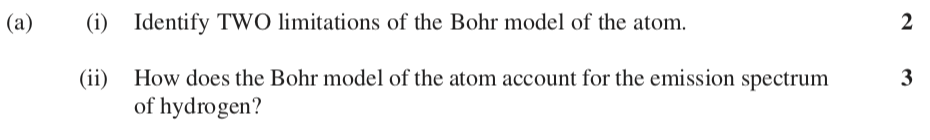 (a) (i) Identify TWO limitations of the Bohr model of the atom. 2
(ii) How does the Bohr model of the atom account for the emission spectrum 3
of hydrogen?